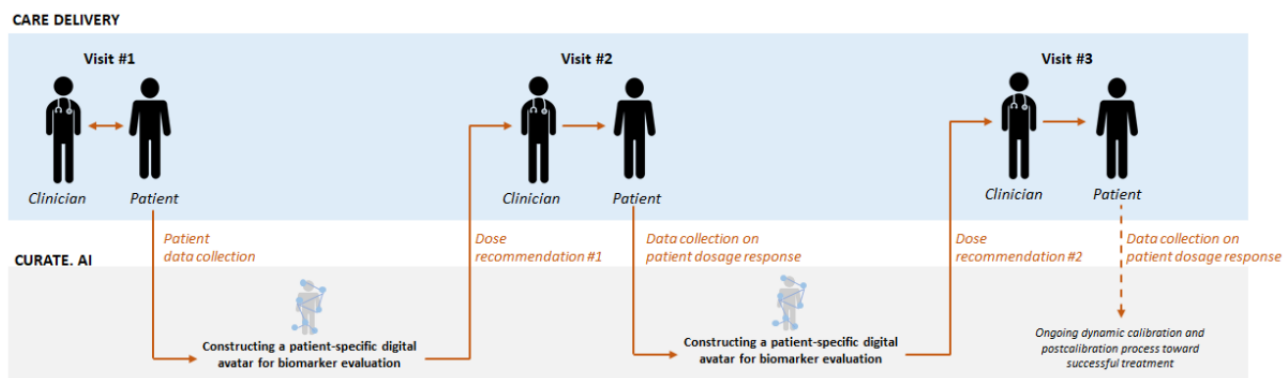 CARE DELIVERY
Visit #1
Visit #2
Visit #3
Clinician
Patient
Clinician
Patient
Clinician
Patient
Patient
data collection
Dose
recommendation #1
Data collection on
patient dosage response
Dose
recommendation #2
Data collection on
patient dosage response
CURATE. AI
Constructing a patient-specific digital
avatar for biomarker evaluation
Constructing a patient-specific digital
avatar for biomarker evaluation
Ongoing dynamic calibration and
postcalibration process toward
successful treatment